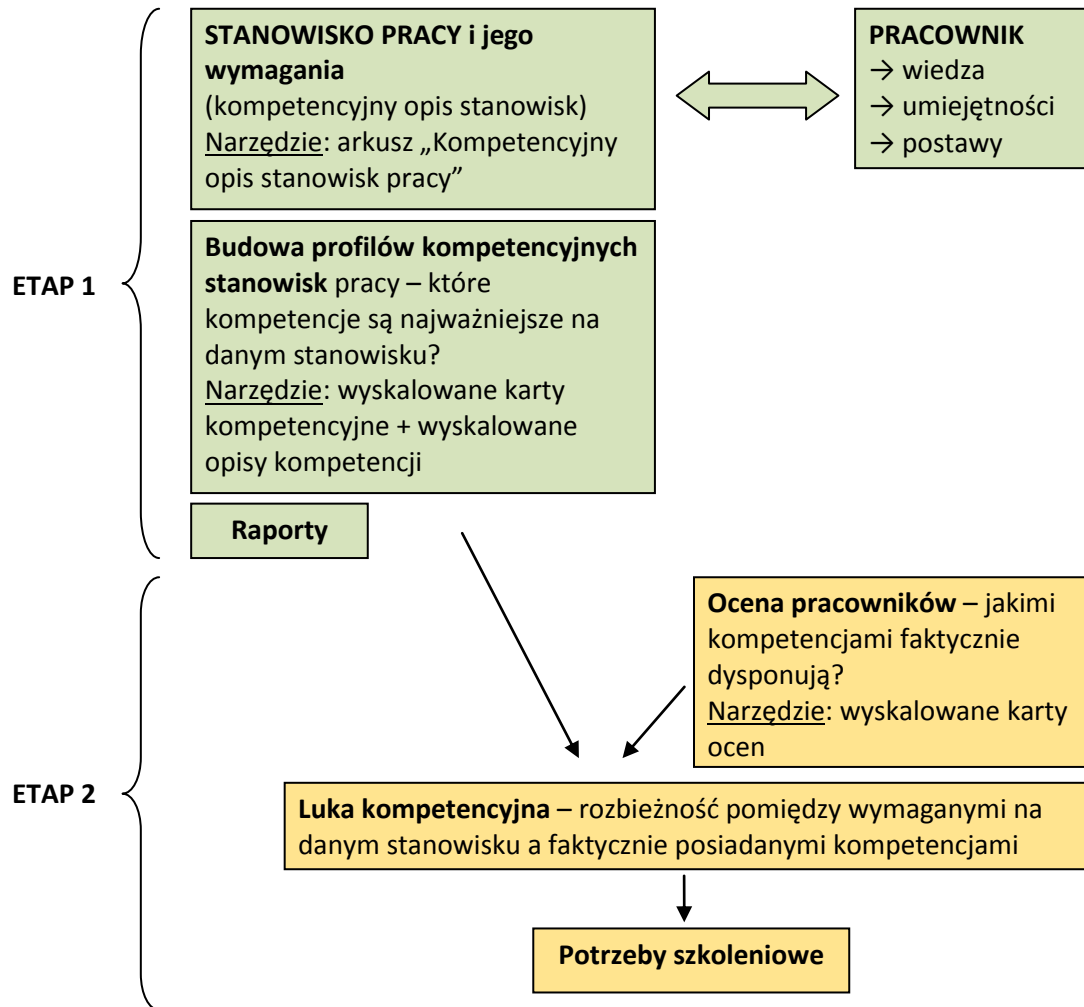 STANOWISKO PRACY i jego
wymagania
(kompetencyjny opis stanowisk)
Narzędzie: arkusz „Kompetencyjny
opis stanowisk pracy”
PRACOWNIK
→ wiedza
→ umiejętności
→ postawy
ETAP 1
Budowa profilów kompetencyjnych
stanowisk pracy – które
kompetencje są najważniejsze na
danym stanowisku?
Narzędzie: wyskalowane karty
kompetencyjne + wyskalowane
opisy kompetencji
Raporty
ETAP 2
Ocena pracowników – jakimi
kompetencjami faktycznie
dysponują?
Narzędzie: wyskalowane karty
ocen
Luka kompetencyjna – rozbieżność pomiędzy wymaganymi na
danym stanowisku a faktycznie posiadanymi kompetencjami
Potrzeby szkoleniowe